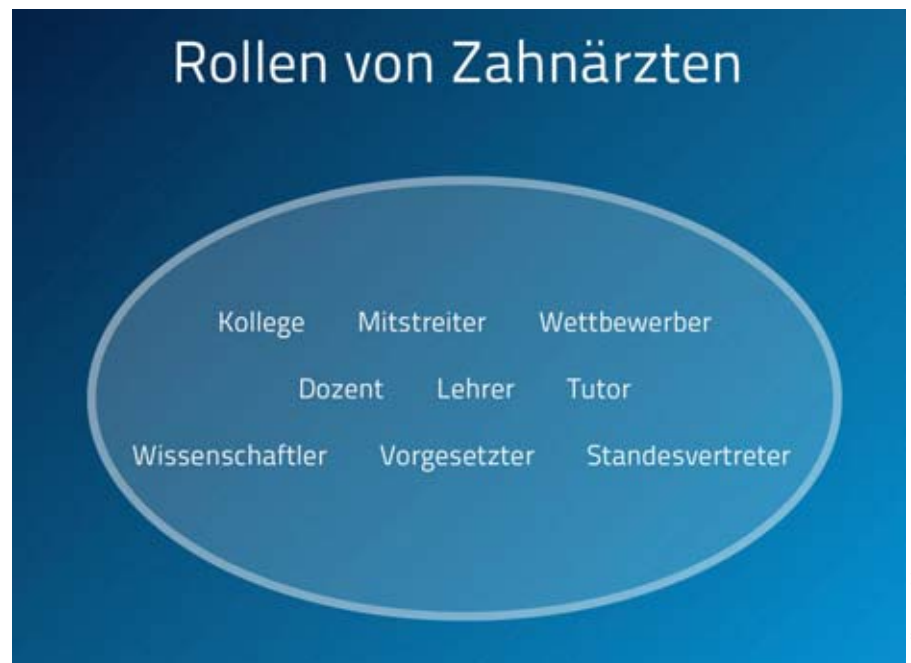 Rollen von Zahnärzten
Kollege Mitstreiter Wettbewerber
Dozent Lehrer Tutor
Wissenschaftler Vorgesetzter Standesvertreter